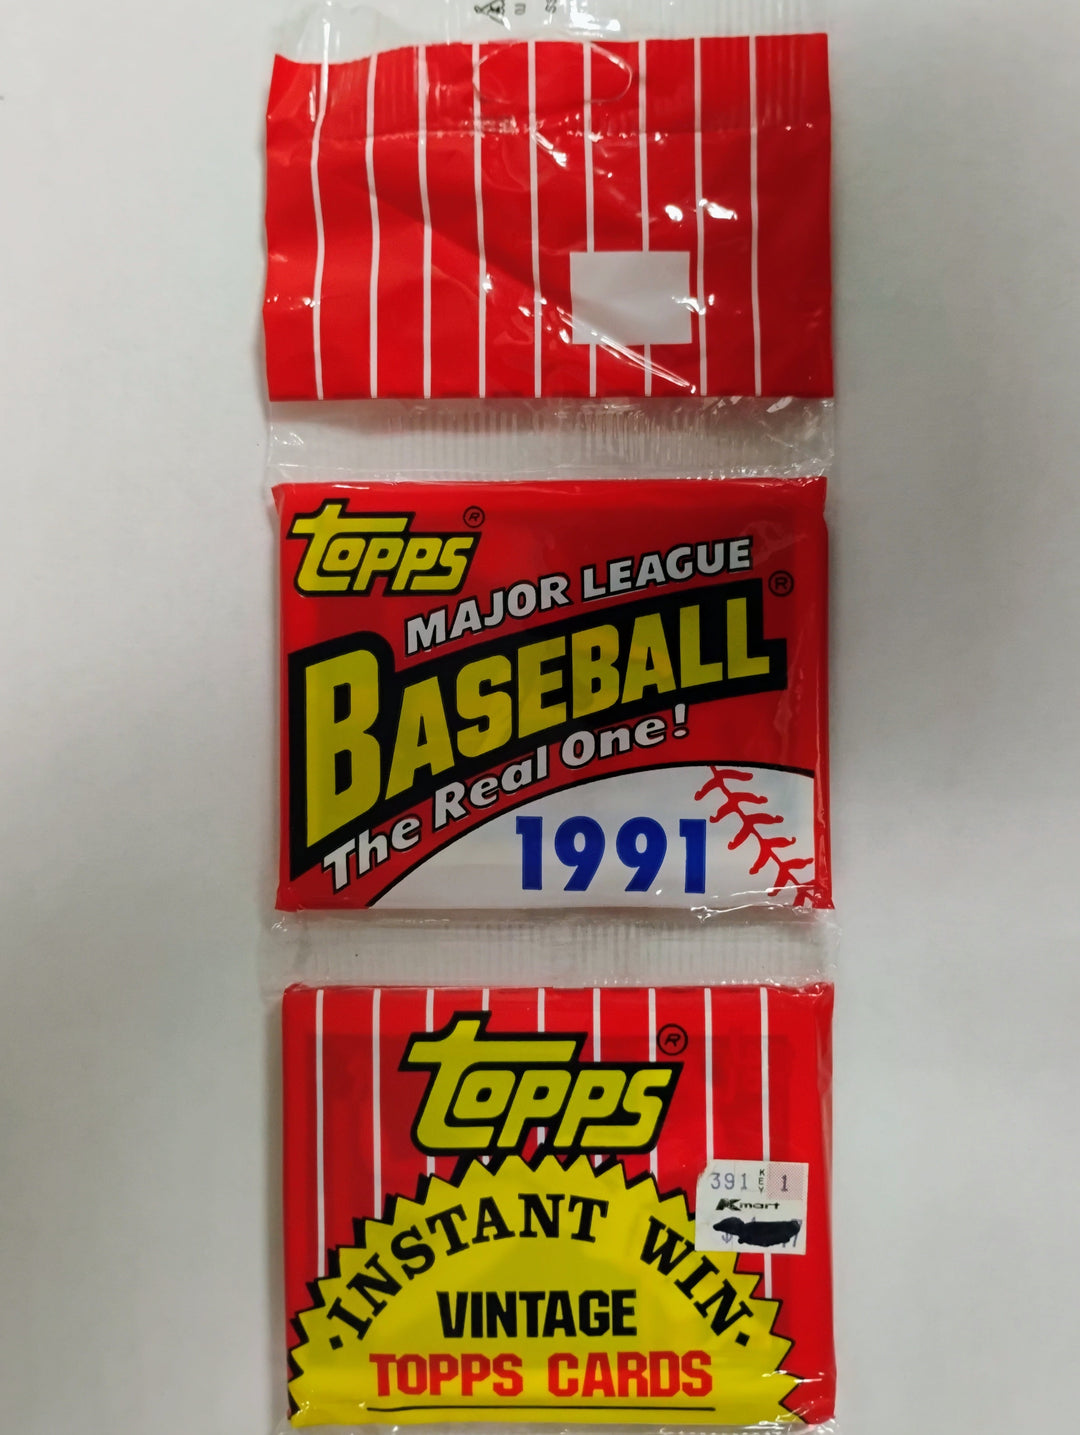 Topps ®
MAJOR LEAGUE
BASEBALL ®
The Real One!
1991
Topps ®
391 KEY 1
Kmart
·INSTANT WIN·
VINTAGE
TOPPS CARDS